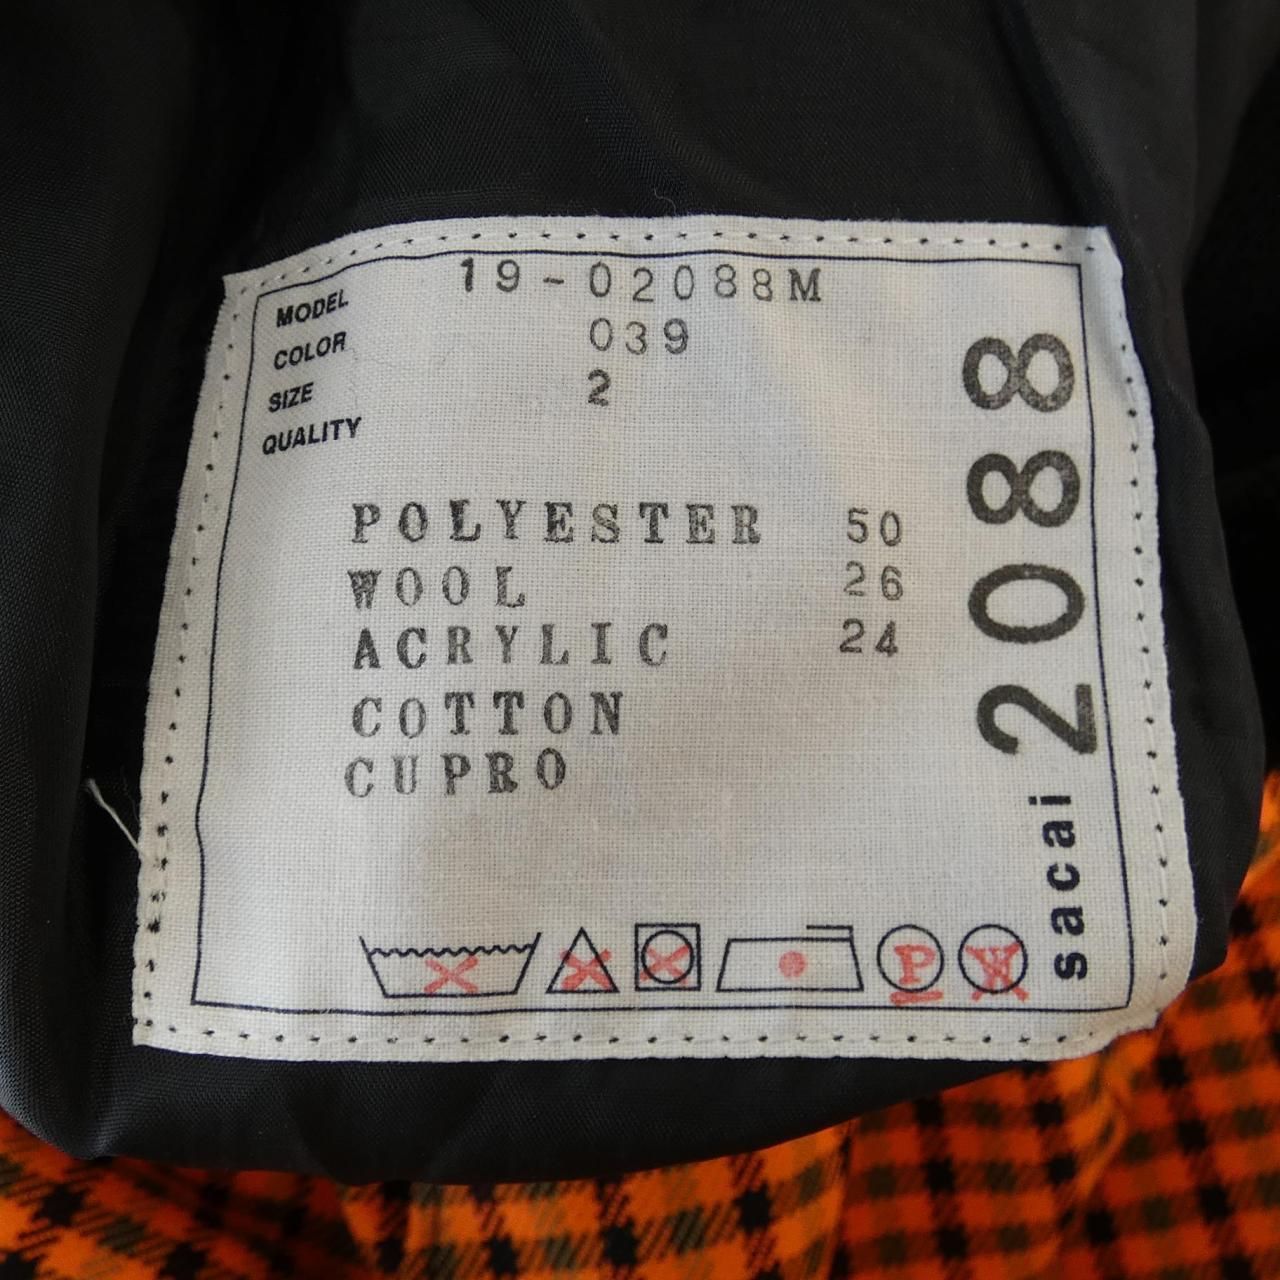 MODEL 19-02088M
COLOR 039
SIZE 2
QUALITY
POLYESTER 50
WOOL 26
ACRYLIC 24
COTTON
CUPRO
P W
sacai 2088